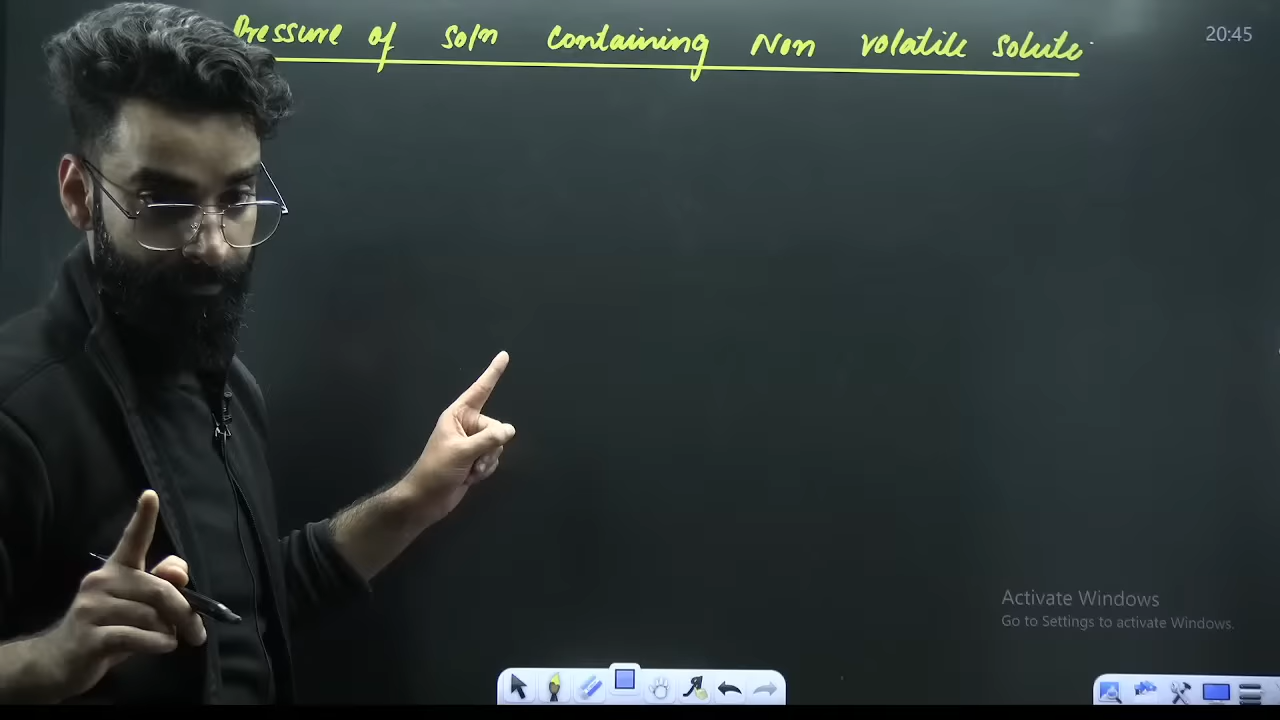 Pressure of soln containing Non volatile solute
20:45
Activate Windows
Go to Settings to activate Windows.